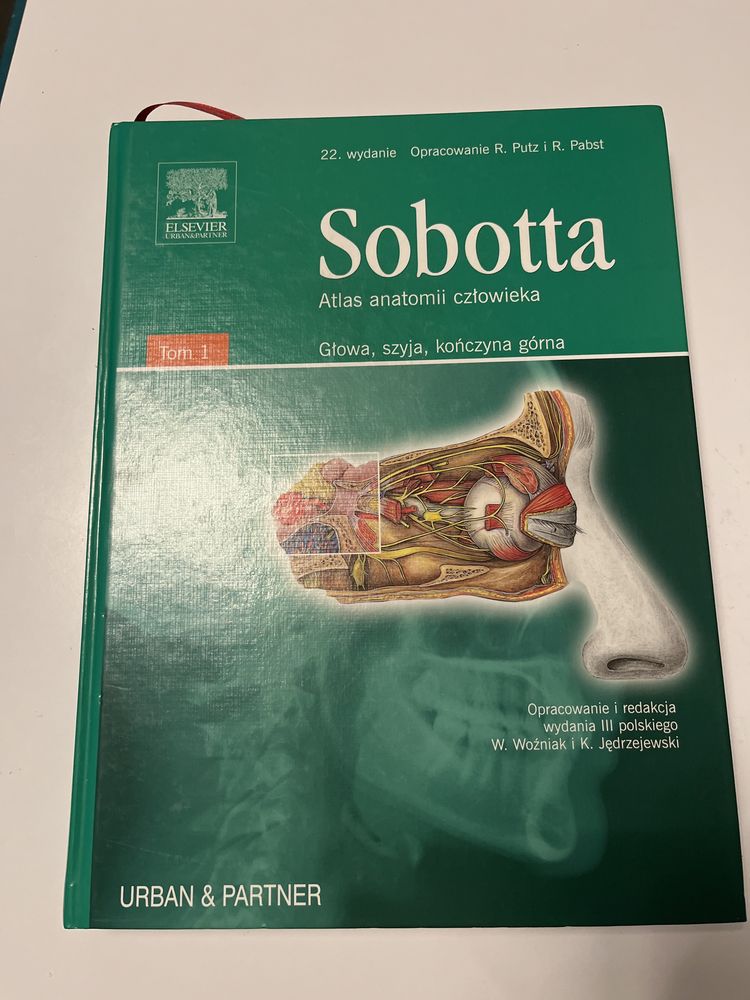 22. wydanie Opracowanie R. Putz i R. Pabst
ELSEVIER
URBAN&PARTNER
Sobotta
Atlas anatomii człowieka
Tom 1
Głowa, szyja, kończyna górna
Opracowanie i redakcja
wydania III polskiego
W. Woźniak i K. Jędrzejewski
URBAN & PARTNER